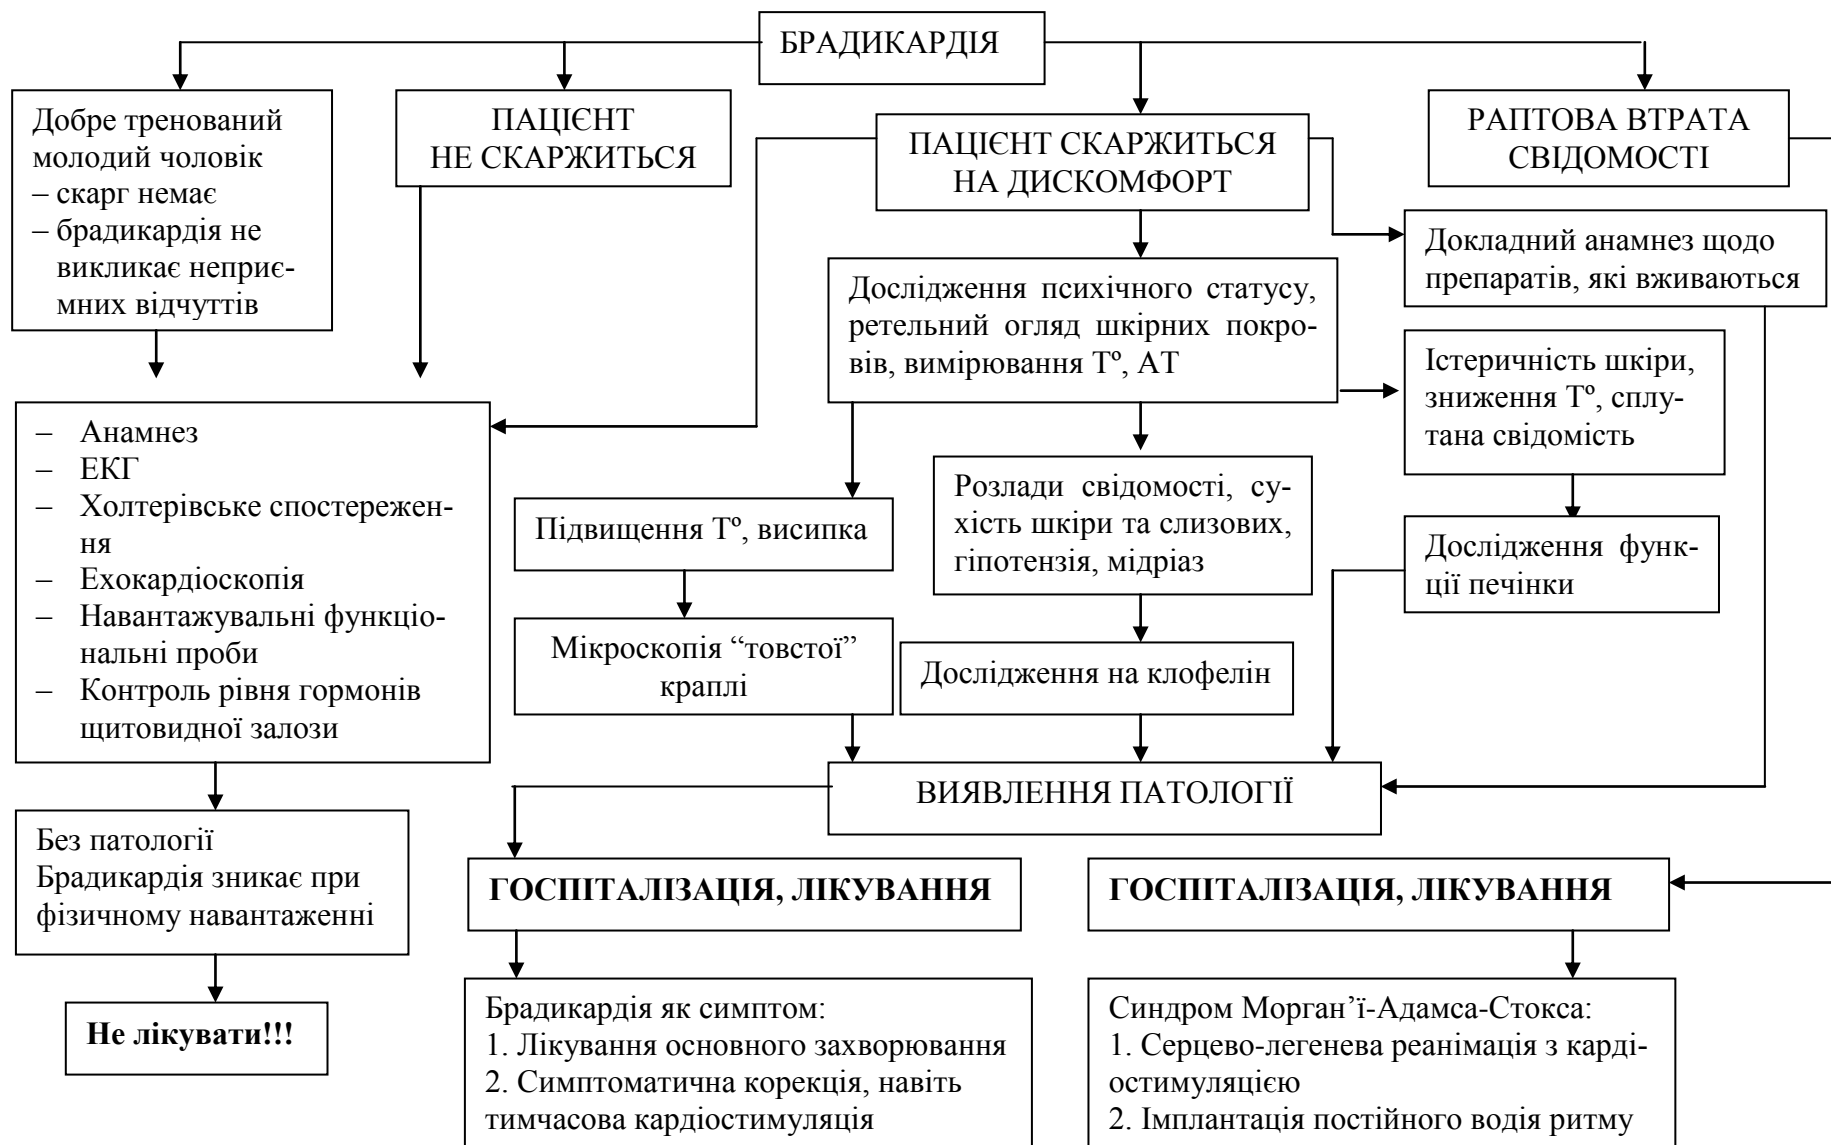 БРАДИКАРДІЯ
Добре тренований
молодий чоловік
– скарг немає
– брадикардія не
викликає неприє-
мних відчуттів
ПАЦІЄНТ
НЕ СКАРЖИТЬСЯ
ПАЦІЄНТ СКАРЖИТЬСЯ
НА ДИСКОМФОРТ
РАПТОВА ВТРАТА
СВІДОМОСТІ
Докладний анамнез щодо
препаратів, які вживаються
Дослідження психічного статусу,
ретельний огляд шкірних покро-
вів, вимірювання Тº, АТ
Істеричність шкіри,
зниження Тº, сплу-
тана свідомість
– Анамнез
– ЕКГ
– Холтерівське спостережен-
ня
– Ехокардіоскопія
– Навантажувальні функціо-
нальні проби
– Контроль рівня гормонів
щитовидної залози
Підвищення Тº, висипка
Розлади свідомості, су-
хість шкіри та слизових,
гіпотензія, мідріаз
Дослідження функ-
ції печінки
Мікроскопія “товстої”
краплі
Дослідження на клофелін
ВИЯВЛЕННЯ ПАТОЛОГІЇ
Без патології
Брадикардія зникає при
фізичному навантаженні
ГОСПІТАЛІЗАЦІЯ, ЛІКУВАННЯ
ГОСПІТАЛІЗАЦІЯ, ЛІКУВАННЯ
Не лікувати!!!
Брадикардія як симптом:
1. Лікування основного захворювання
2. Симптоматична корекція, навіть
тимчасова кардіостимуляція
Синдром Морган’ї-Адамса-Стокса:
1. Серцево-легенева реанімація з карді-
остимуляцією
2. Імплантація постійного водія ритму